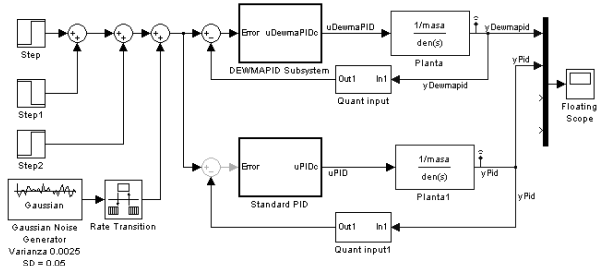 Step
Step1
Step2
Gaussian
Gaussian Noise
Generator
Varianza 0.0025
SD = 0.05
Rate Transition
Error
uDewmaPIDc
DEWMAPID Subsystem
uDewmaPID
1/masa
den(s)
Planta
yDewmapid
Out1
In1
Quant input
yDewmapid
yPid
Floating
Scope
Error
uPIDc
Standard PID
uPID
1/masa
den(s)
Planta1
yPid
Out1
In1
Quant input1
yPid